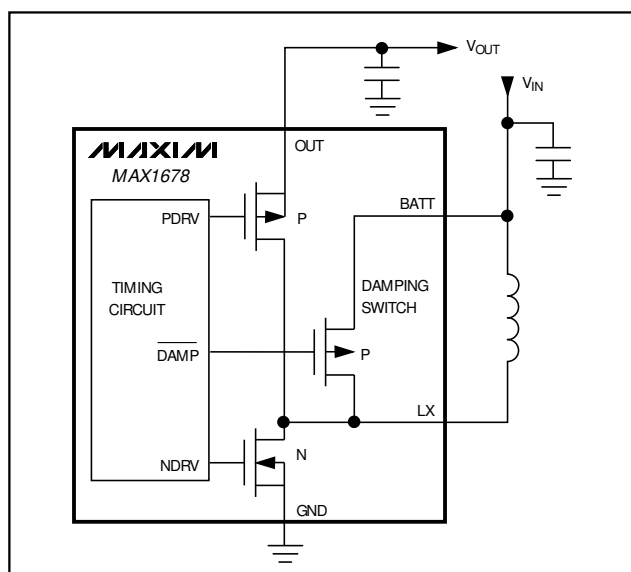 VOUT
VIN
MAXIM
OUT
MAX1678
BATT
PDRV
P
TIMING
CIRCUIT
DAMPING
SWITCH
DAMP
P
LX
NDRV
N
GND